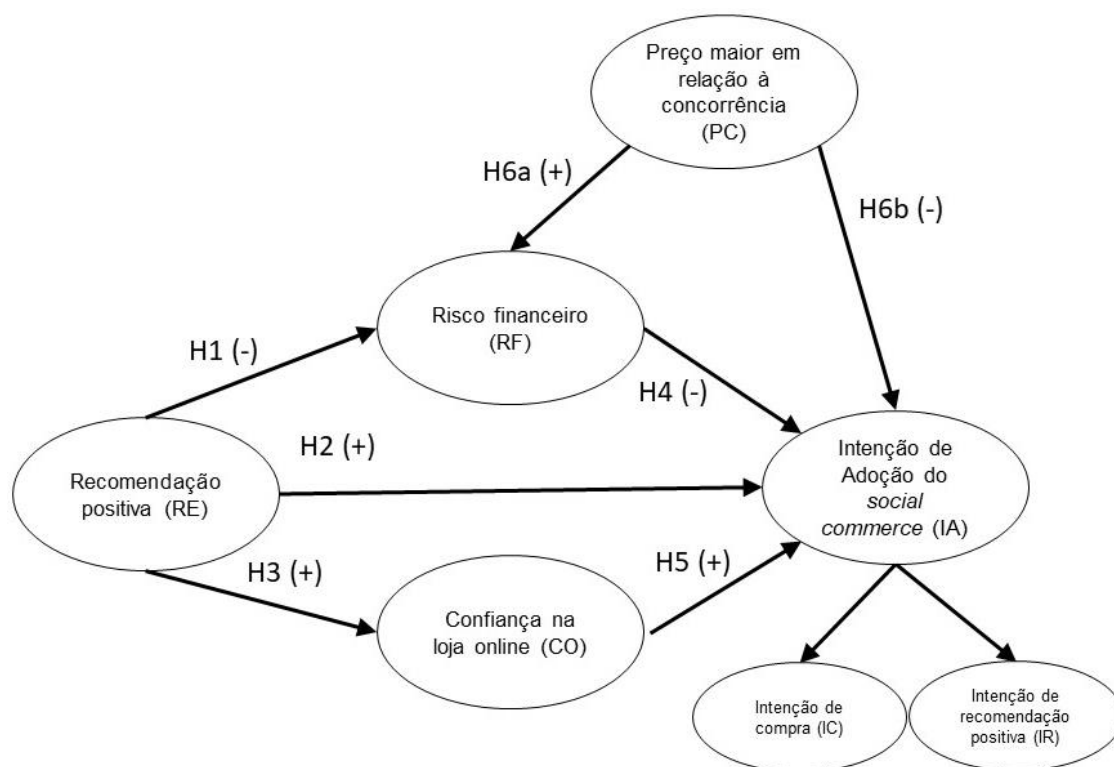 Preço maior em
relação à
concorrência
(PC)
H6a (+)
H6b (-)
Risco financeiro
(RF)
H1 (-)
H4 (-)
H2 (+)
Recomendação
positiva (RE)
Intenção de
Adoção do
social
commerce (IA)
H3 (+)
H5 (+)
Confiança na
loja online (CO)
Intenção de
compra (IC)
Intenção de
recomendação
positiva (IR)